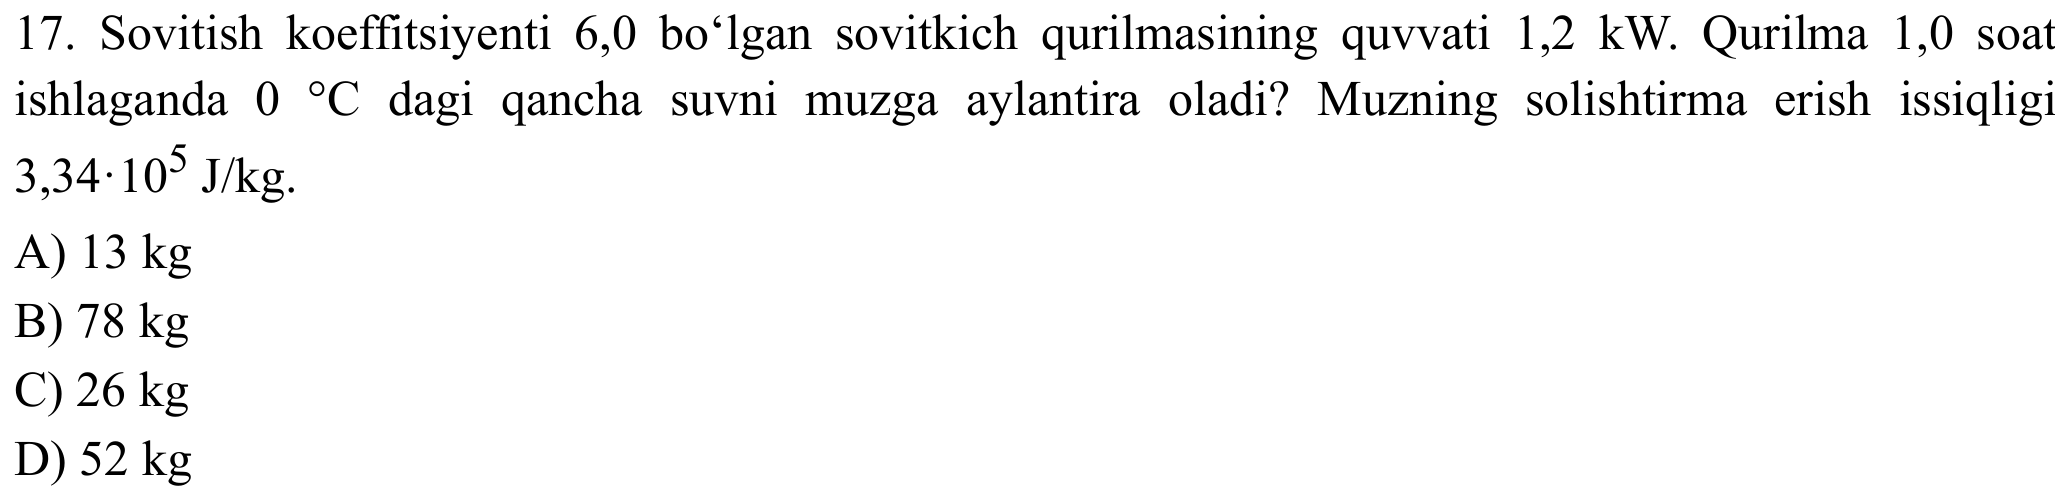 17. Sovitish koeffitsiyenti 6,0 bo‘lgan sovitkich qurilmasining quvvati 1,2 kW. Qurilma 1,0 soat
ishlaganda 0 °C dagi qancha suvni muzga aylantira oladi? Muzning solishtirma erish issiqligi
3,34·10⁵ J/kg.
A) 13 kg
B) 78 kg
C) 26 kg
D) 52 kg